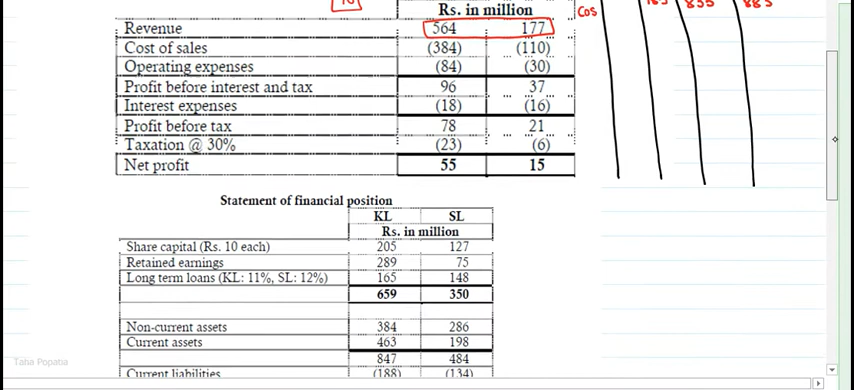 Rs. in million
cos 855 885
Revenue 564 177
Cost of sales (384) (110)
Operating expenses (84) (30)
Profit before interest and tax 96 37
Interest expenses (18) (16)
Profit before tax 78 21
Taxation @ 30% (23) (6)
Net profit 55 15
Statement of financial position
KL SL
Rs. in million
Share capital (Rs. 10 each) 205 127
Retained earnings 289 75
Long term loans (KL: 11%, SL: 12%) 165 148
659 350
Non-current assets 384 286
Current assets 463 198
847 484
Taha Popatia
Current liabilities (188) (134)